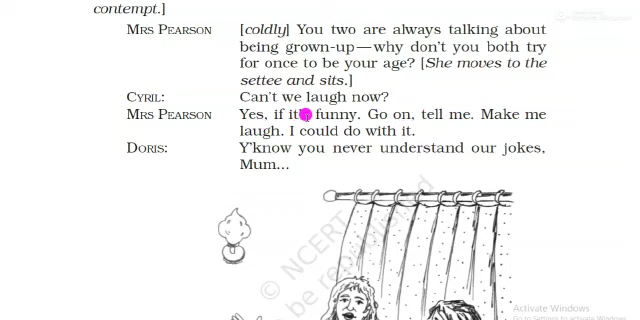 contempt.]
MRS PEARSON [coldly] You two are always talking about
being grown-up—why don't you both try
for once to be your age? [She moves to the
settee and sits.]
CYRIL: Can't we laugh now?
MRS PEARSON Yes, if it's funny. Go on, tell me. Make me
laugh. I could do with it.
DORIS: Y'know you never understand our jokes,
Mum...
© NCERT
be republished
Activate Windows
Go to Settings to activate Windows